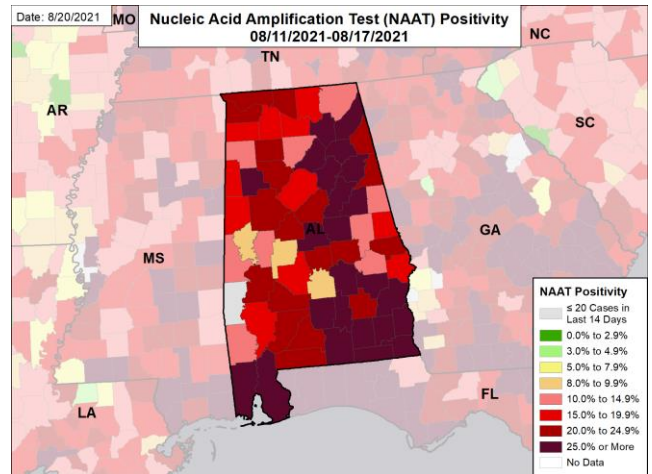 Date: 8/20/2021
Nucleic Acid Amplification Test (NAAT) Positivity
08/11/2021-08/17/2021
MO
TN
NC
AR
SC
MS
AL
GA
LA
FL
NAAT Positivity
≤ 20 Cases in
Last 14 Days
0.0% to 2.9%
3.0% to 4.9%
5.0% to 7.9%
8.0% to 9.9%
10.0% to 14.9%
15.0% to 19.9%
20.0% to 24.9%
25.0% or More
No Data